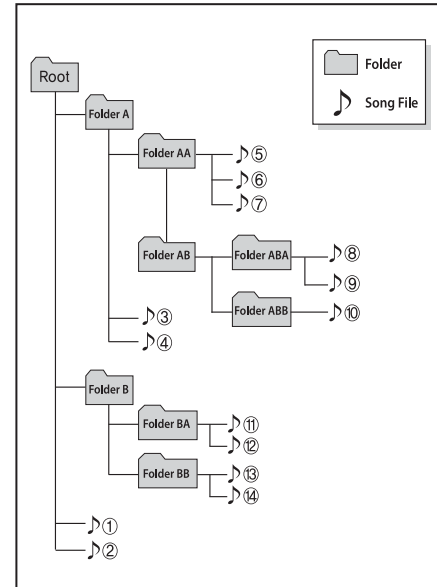 Root
Folder
Song File
Folder A
Folder AA
⑤
⑥
⑦
Folder AB
Folder ABA
⑧
⑨
Folder ABB
⑩
③
④
Folder B
Folder BA
⑪
⑫
Folder BB
⑬
⑭
①
②